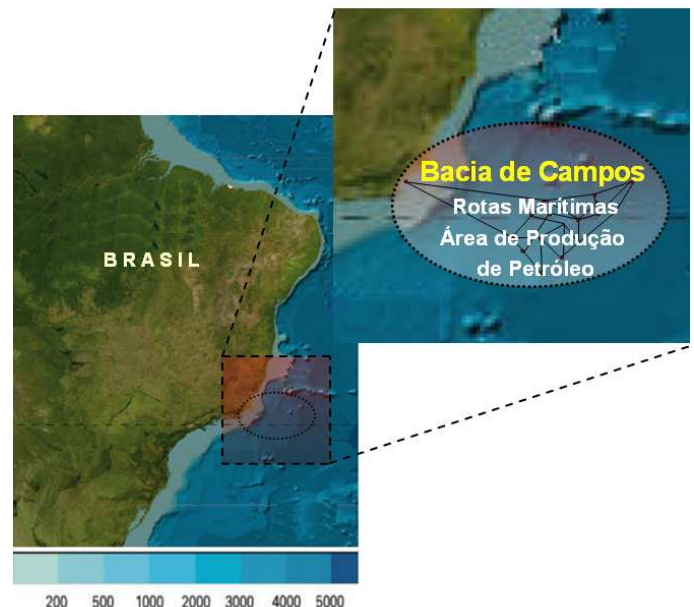 Bacia de Campos
Rotas Marítimas
Área de Produção
de Petróleo
BRASIL
200 500 1000 2000 3000 4000 5000